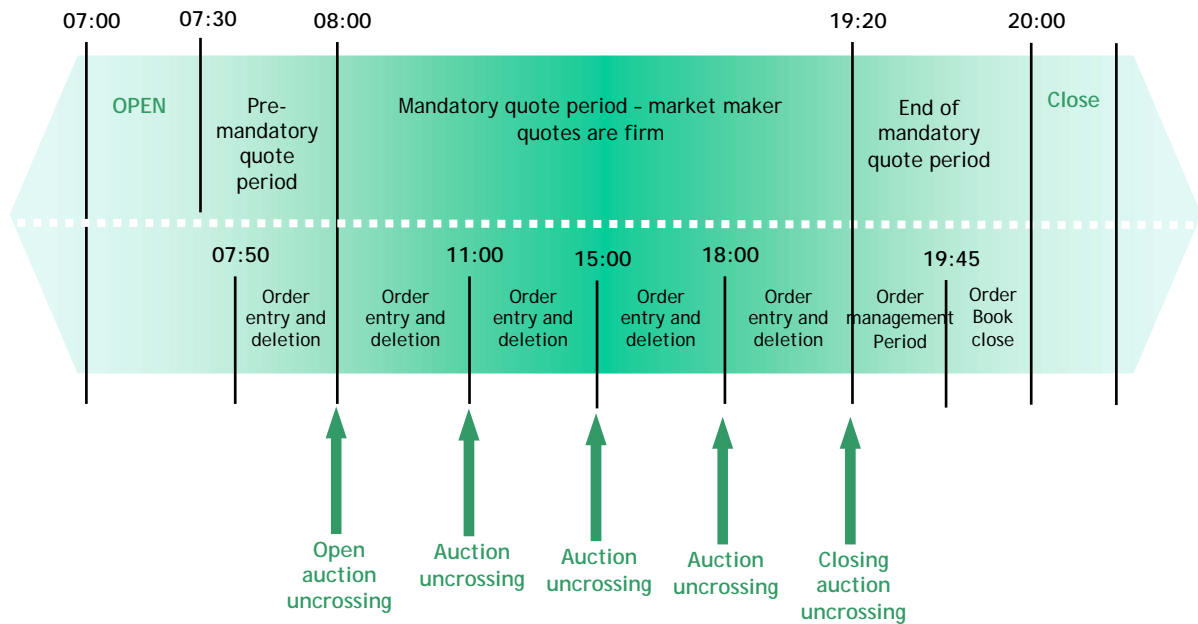 07:00
07:30
08:00
19:20
20:00
OPEN
Pre-
mandatory
quote
period
Mandatory quote period – market maker
quotes are firm
End of
mandatory
quote period
Close
07:50
11:00
15:00
18:00
19:45
Order
entry and
deletion
Order
entry and
deletion
Order
entry and
deletion
Order
entry and
deletion
Order
entry and
deletion
Order
management
Period
Order
Book
close
Open
auction
uncrossing
Auction
uncrossing
Auction
uncrossing
Auction
uncrossing
Closing
auction
uncrossing